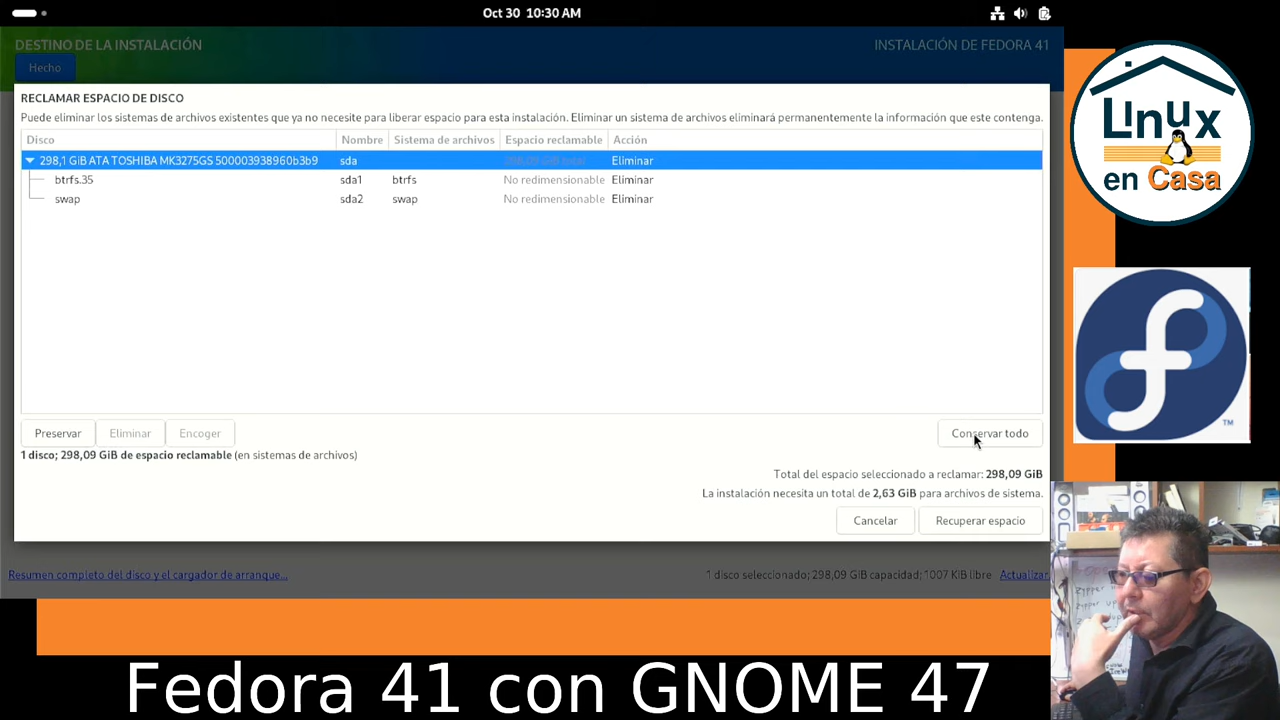 Oct 30 10:30 AM
DESTINO DE LA INSTALACIÓN
INSTALACIÓN DE FEDORA 41
Hecho
RECLAMAR ESPACIO DE DISCO
Puede eliminar los sistemas de archivos existentes que ya no necesite para liberar espacio para esta instalación. Eliminar un sistema de archivos eliminará permanentemente la información que este contenga.
Disco Nombre Sistema de archivos Espacio reclamable Acción
298,1 GiB ATA TOSHIBA MK3275GS 500003938960b3b9 sda 298,09 GiB total Eliminar
btrfs.35 sda1 btrfs No redimensionable Eliminar
swap sda2 swap No redimensionable Eliminar
Preservar Eliminar Encoger Conservar todo
1 disco; 298,09 GiB de espacio reclamable (en sistemas de archivos)
Total del espacio seleccionado a reclamar: 298,09 GiB
La instalación necesita un total de 2,63 GiB para archivos de sistema.
Cancelar Recuperar espacio
Resumen completo del disco y el cargador de arranque...
1 disco seleccionado; 298,09 GiB capacidad; 1007 KiB libre Actualizar.
Linux
en Casa
TM
Fedora 41 con GNOME 47